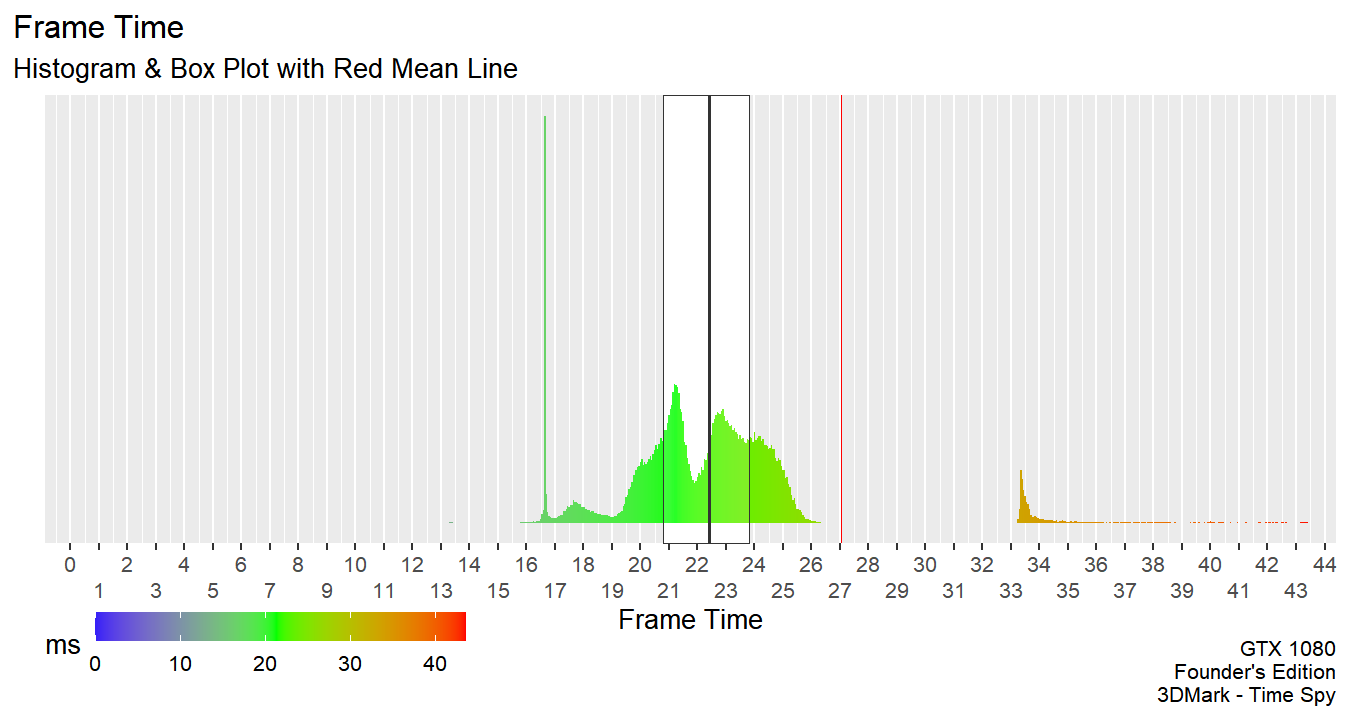 Frame Time
Histogram & Box Plot with Red Mean Line
0 2 4 6 8 10 12 14 16 18 20 22 24 26 28 30 32 34 36 38 40 42 44
1 3 5 7 9 11 13 15 17 19 21 23 25 27 29 31 33 35 37 39 41 43
Frame Time
ms
0 10 20 30 40
GTX 1080
Founder's Edition
3DMark - Time Spy